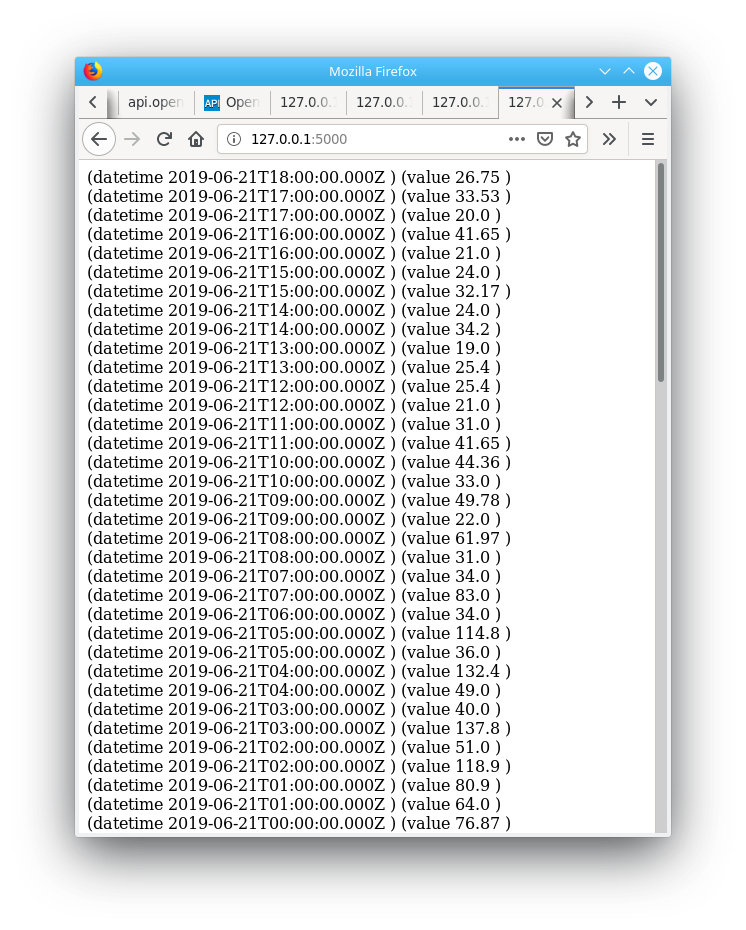 Mozilla Firefox
api.open
API Open
127.0.0.
127.0.0.
127.0.0.
127.0
127.0.0.1:5000
(datetime 2019-06-21T18:00:00.000Z ) (value 26.75 )
(datetime 2019-06-21T17:00:00.000Z ) (value 33.53 )
(datetime 2019-06-21T17:00:00.000Z ) (value 20.0 )
(datetime 2019-06-21T16:00:00.000Z ) (value 41.65 )
(datetime 2019-06-21T16:00:00.000Z ) (value 21.0 )
(datetime 2019-06-21T15:00:00.000Z ) (value 24.0 )
(datetime 2019-06-21T15:00:00.000Z ) (value 32.17 )
(datetime 2019-06-21T14:00:00.000Z ) (value 24.0 )
(datetime 2019-06-21T14:00:00.000Z ) (value 34.2 )
(datetime 2019-06-21T13:00:00.000Z ) (value 19.0 )
(datetime 2019-06-21T13:00:00.000Z ) (value 25.4 )
(datetime 2019-06-21T12:00:00.000Z ) (value 25.4 )
(datetime 2019-06-21T12:00:00.000Z ) (value 21.0 )
(datetime 2019-06-21T11:00:00.000Z ) (value 31.0 )
(datetime 2019-06-21T11:00:00.000Z ) (value 41.65 )
(datetime 2019-06-21T10:00:00.000Z ) (value 44.36 )
(datetime 2019-06-21T10:00:00.000Z ) (value 33.0 )
(datetime 2019-06-21T09:00:00.000Z ) (value 49.78 )
(datetime 2019-06-21T09:00:00.000Z ) (value 22.0 )
(datetime 2019-06-21T08:00:00.000Z ) (value 61.97 )
(datetime 2019-06-21T08:00:00.000Z ) (value 31.0 )
(datetime 2019-06-21T07:00:00.000Z ) (value 34.0 )
(datetime 2019-06-21T07:00:00.000Z ) (value 83.0 )
(datetime 2019-06-21T06:00:00.000Z ) (value 34.0 )
(datetime 2019-06-21T05:00:00.000Z ) (value 114.8 )
(datetime 2019-06-21T05:00:00.000Z ) (value 36.0 )
(datetime 2019-06-21T04:00:00.000Z ) (value 132.4 )
(datetime 2019-06-21T04:00:00.000Z ) (value 49.0 )
(datetime 2019-06-21T03:00:00.000Z ) (value 40.0 )
(datetime 2019-06-21T03:00:00.000Z ) (value 137.8 )
(datetime 2019-06-21T02:00:00.000Z ) (value 51.0 )
(datetime 2019-06-21T02:00:00.000Z ) (value 118.9 )
(datetime 2019-06-21T01:00:00.000Z ) (value 80.9 )
(datetime 2019-06-21T01:00:00.000Z ) (value 64.0 )
(datetime 2019-06-21T00:00:00.000Z ) (value 76.87 )